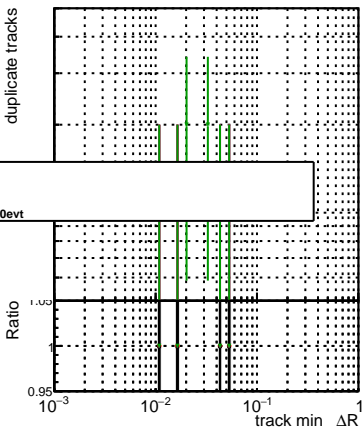 duplicate tracks
0evt
Ratio
1.05
1
0.95
10⁻³ 10⁻² 10⁻¹ 1
track min ΔR